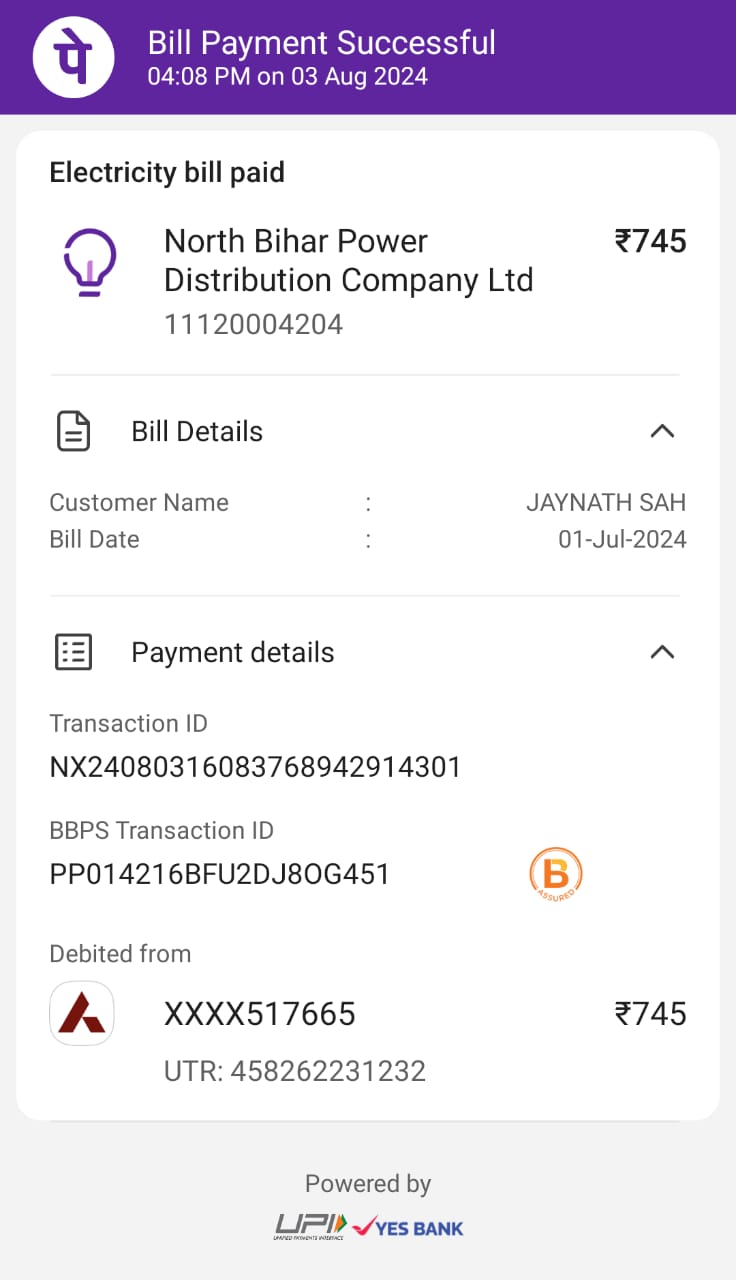 पे
Bill Payment Successful
04:08 PM on 03 Aug 2024
Electricity bill paid
North Bihar Power
Distribution Company Ltd
₹745
11120004204
Bill Details
Customer Name : JAYNATH SAH
Bill Date : 01-Jul-2024
Payment details
Transaction ID
NX24080316083768942914301
BBPS Transaction ID
PP014216BFU2DJ8OG451
B
ASSURED
Debited from
XXXX517665 ₹745
UTR: 458262231232
Powered by
UPI
UNIFIED PAYMENTS INTERFACE
YES BANK